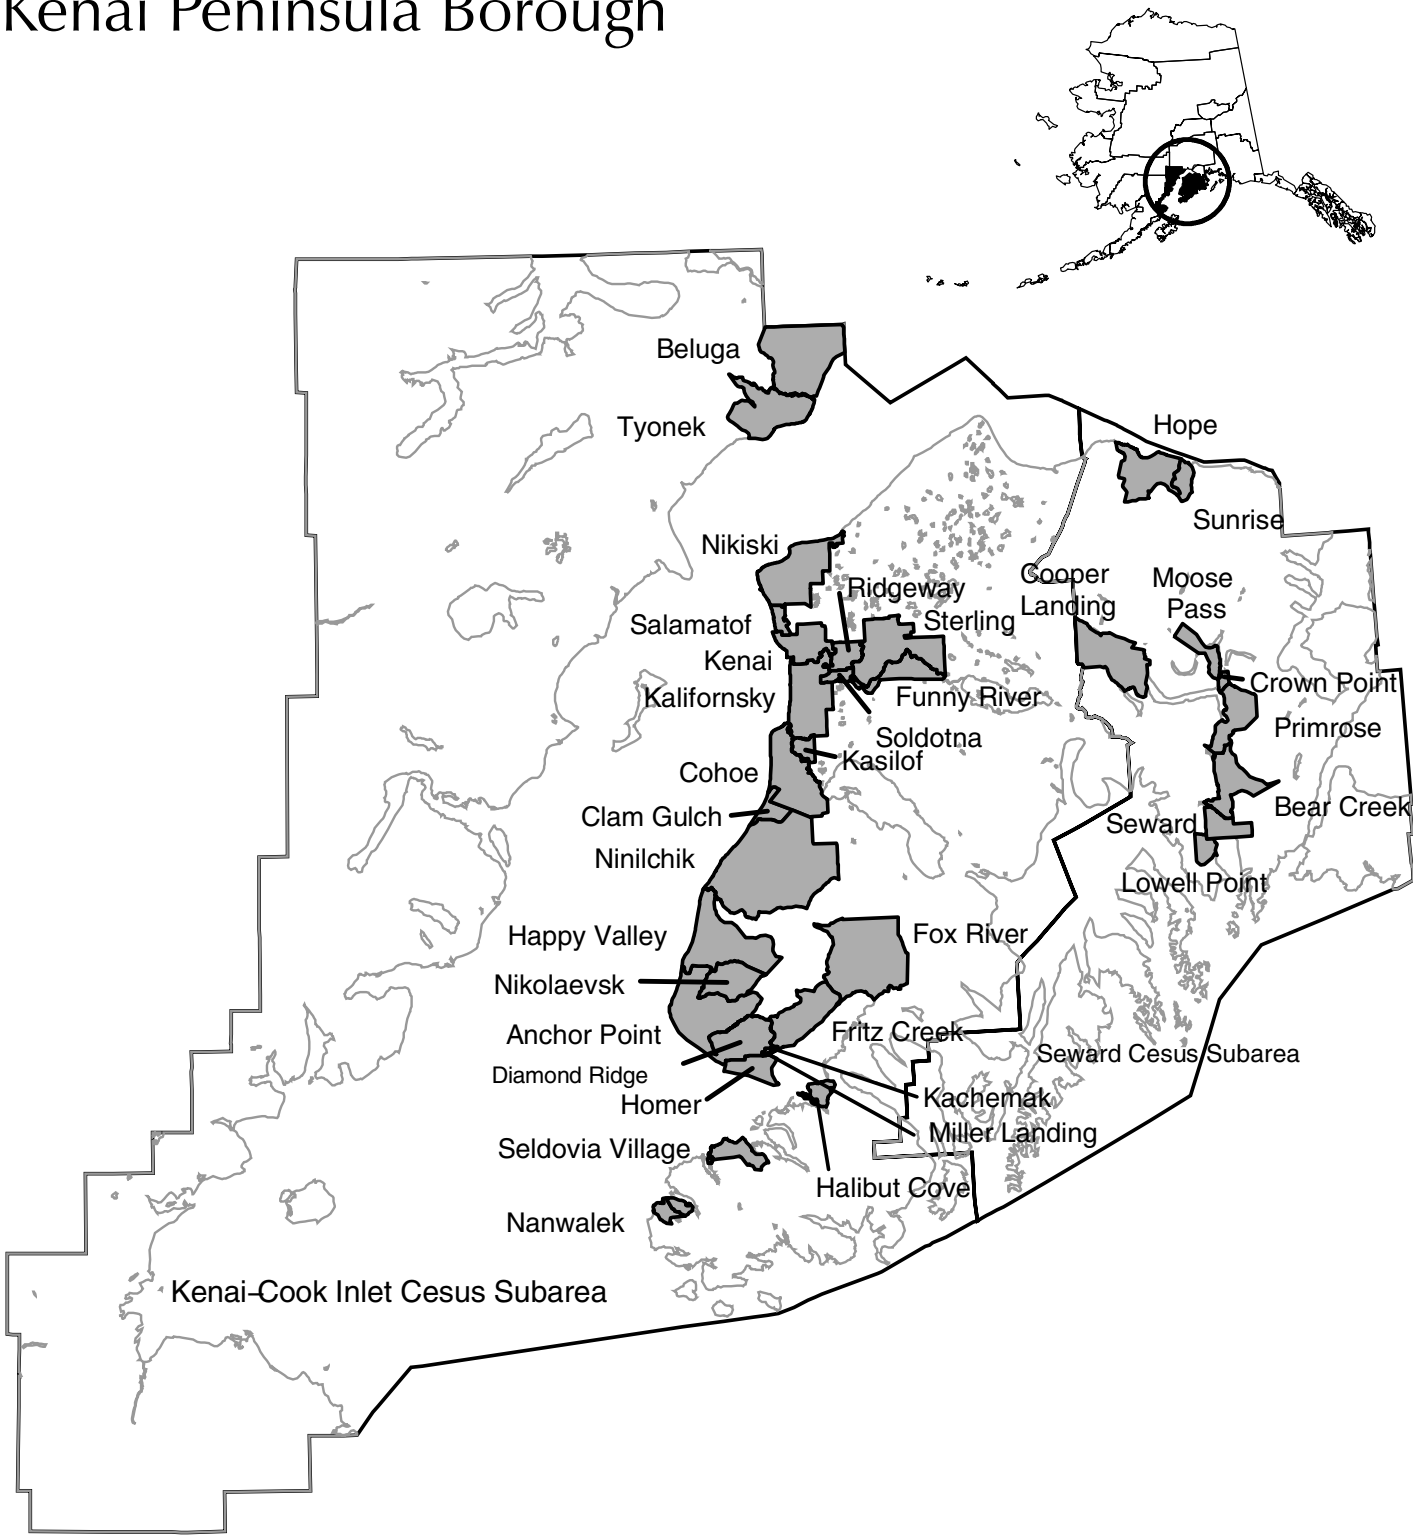 Kenai Peninsula Borough
Beluga
Tyonek
Hope
Sunrise
Nikiski
Ridgeway
Cooper
Landing
Moose
Pass
Salamatof
Sterling
Kenai
Kalifornsky
Funny River
Crown Point
Primrose
Soldotna
Kasilof
Cohoe
Clam Gulch
Bear Creek
Seward
Ninilchik
Lowell Point
Happy Valley
Fox River
Nikolaevsk
Anchor Point
Fritz Creek
Seward Cesus Subarea
Diamond Ridge
Homer
Kachemak
Miller Landing
Seldovia Village
Halibut Cove
Nanwalek
Kenai–Cook Inlet Cesus Subarea